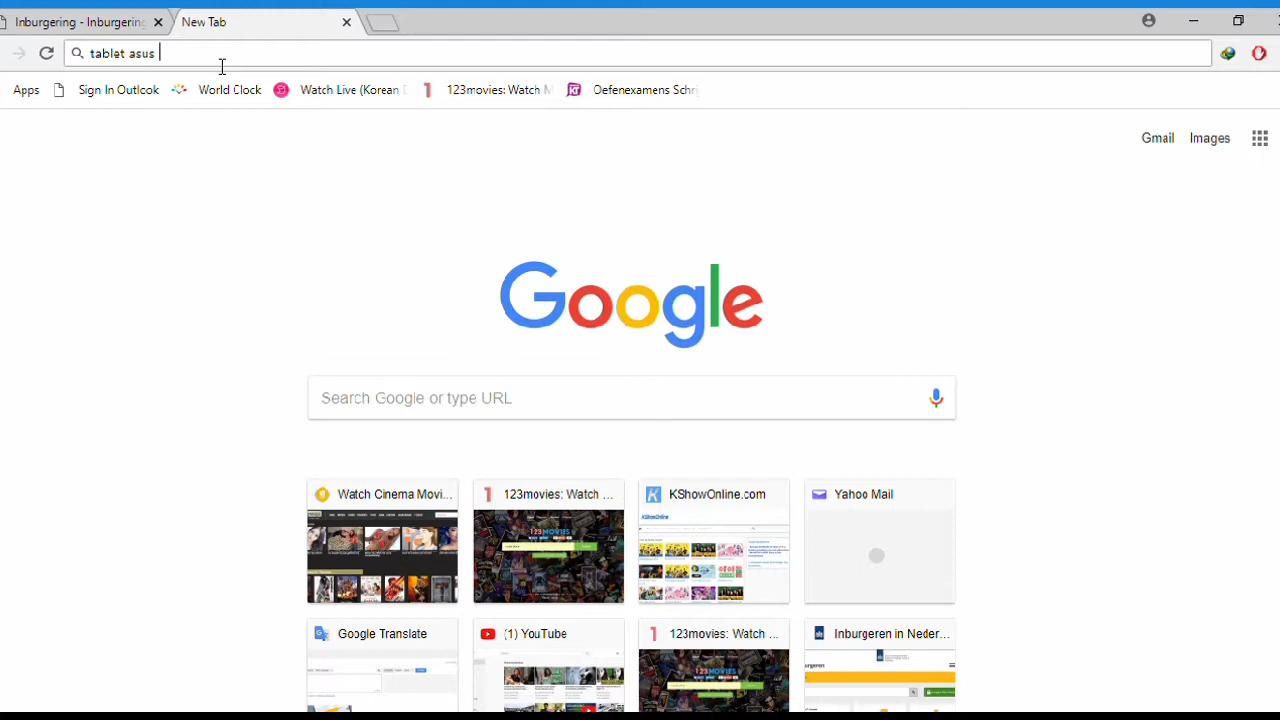 Inburgering - Inburgering
New Tab
tablet asus
Apps
Sign In Outlook
World Clock
Watch Live (Korean
123movies: Watch M
Oefenexamens Schri
Gmail
Images
Google
Search Google or type URL
Watch Cinema Movi...
123movies: Watch ...
KShowOnline.com
Yahoo Mail
Google Translate
(1) YouTube
123movies: Watch ...
Inburgeren in Neder...